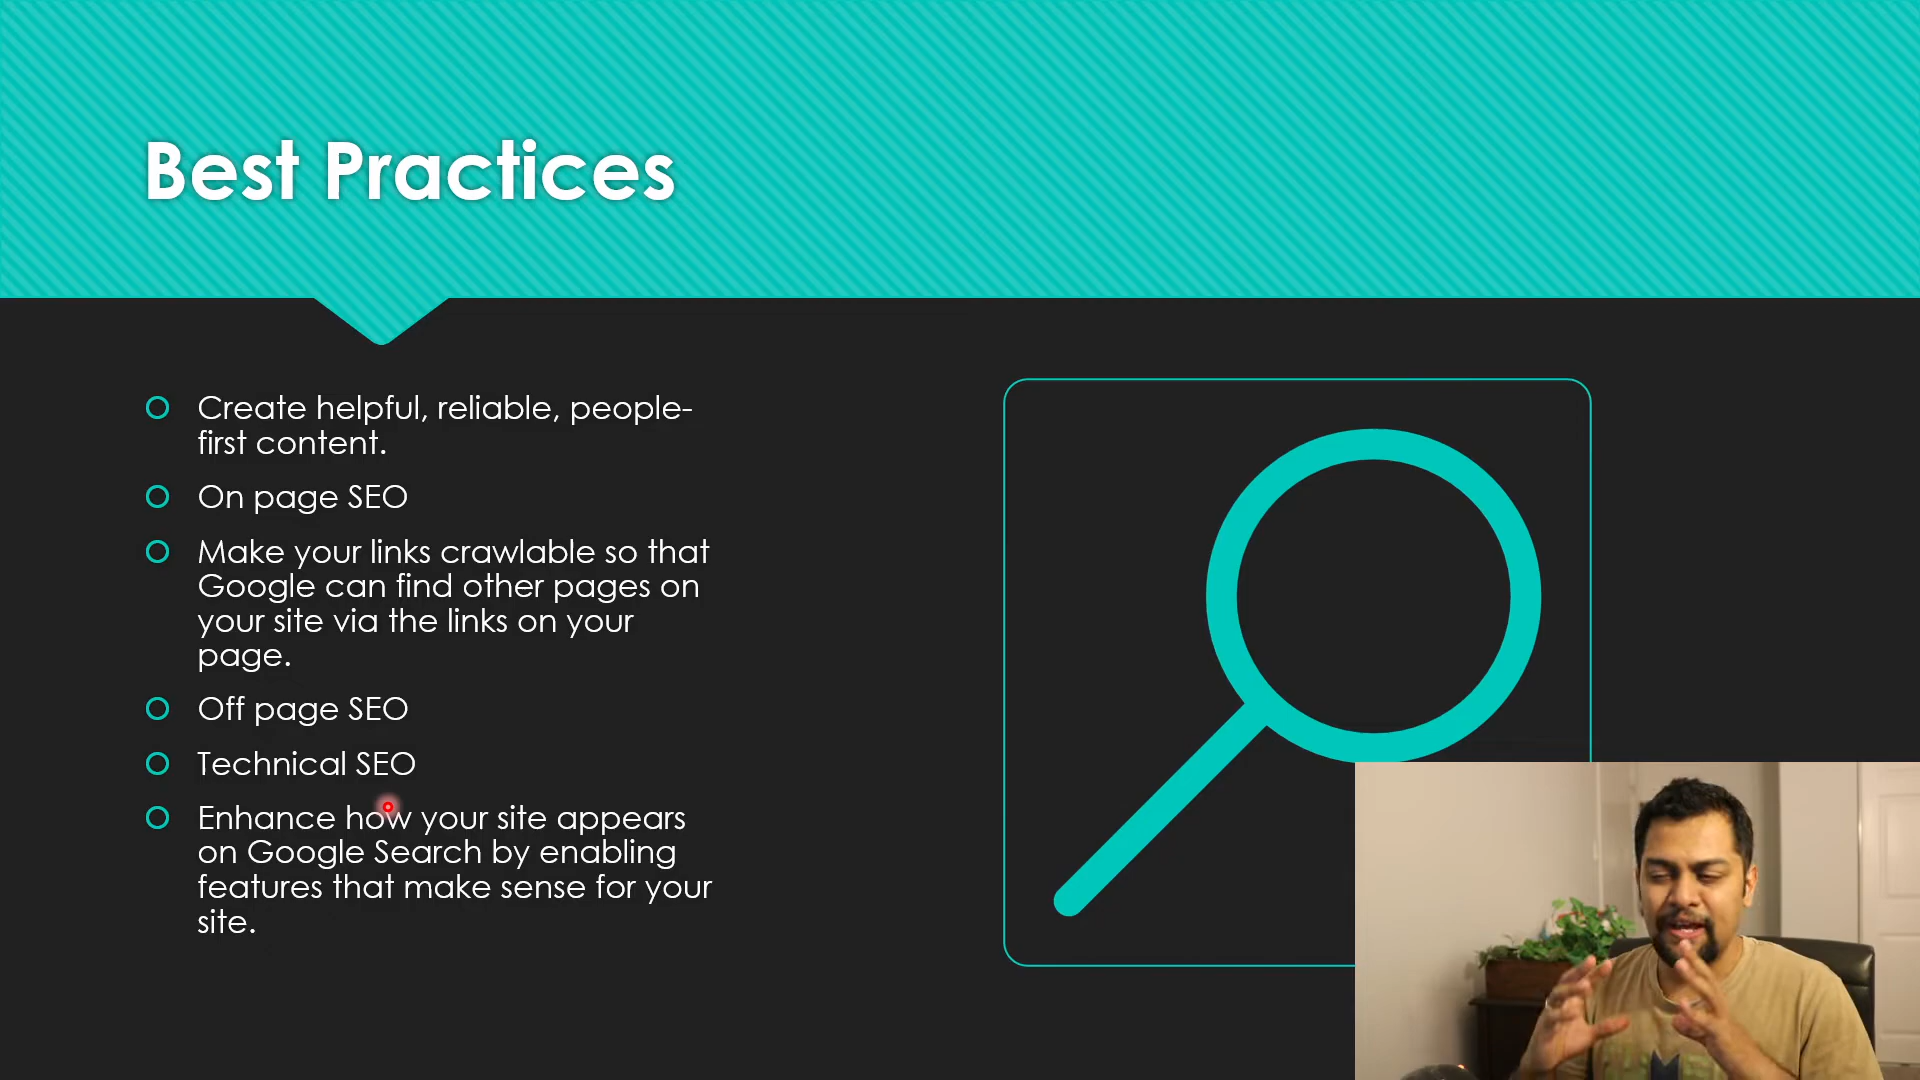 Best Practices
Create helpful, reliable, people-
first content.
On page SEO
Make your links crawlable so that
Google can find other pages on
your site via the links on your
page.
Off page SEO
Technical SEO
Enhance how your site appears
on Google Search by enabling
features that make sense for your
site.